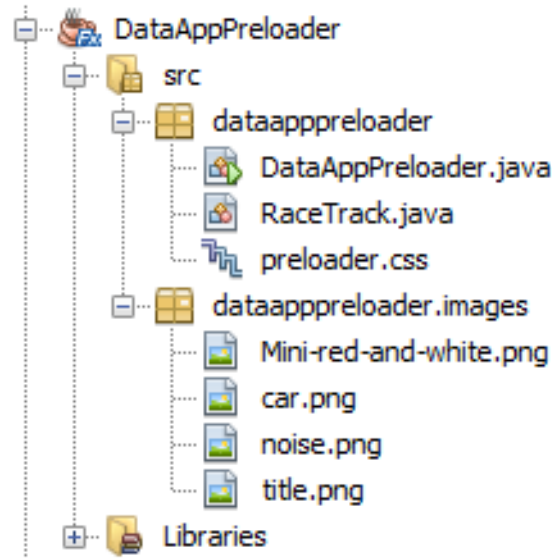 DataAppPreloader
src
dataapppreloader
DataAppPreloader.java
RaceTrack.java
preloader.css
dataapppreloader.images
Mini-red-and-white.png
car.png
noise.png
title.png
Libraries